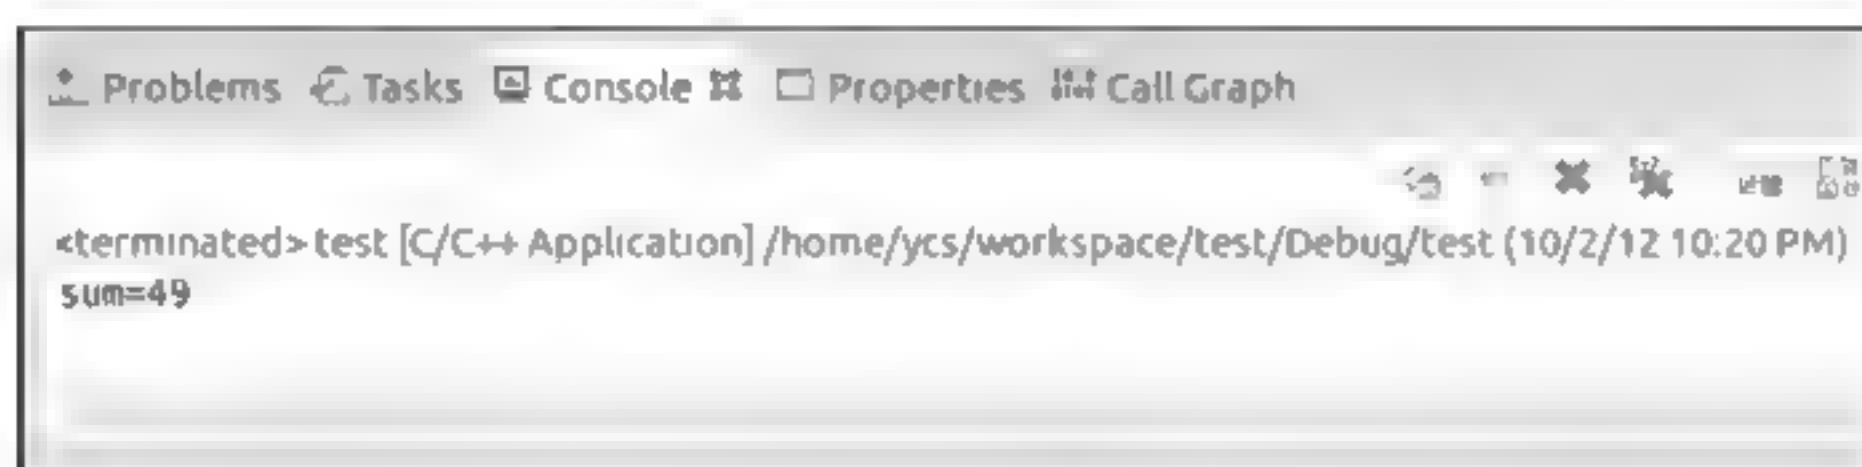 Problems Tasks Console Properties Call Graph
<terminated> test [C/C++ Application] /home/ycs/workspace/test/Debug/test (10/2/12 10:20 PM)
sum=49